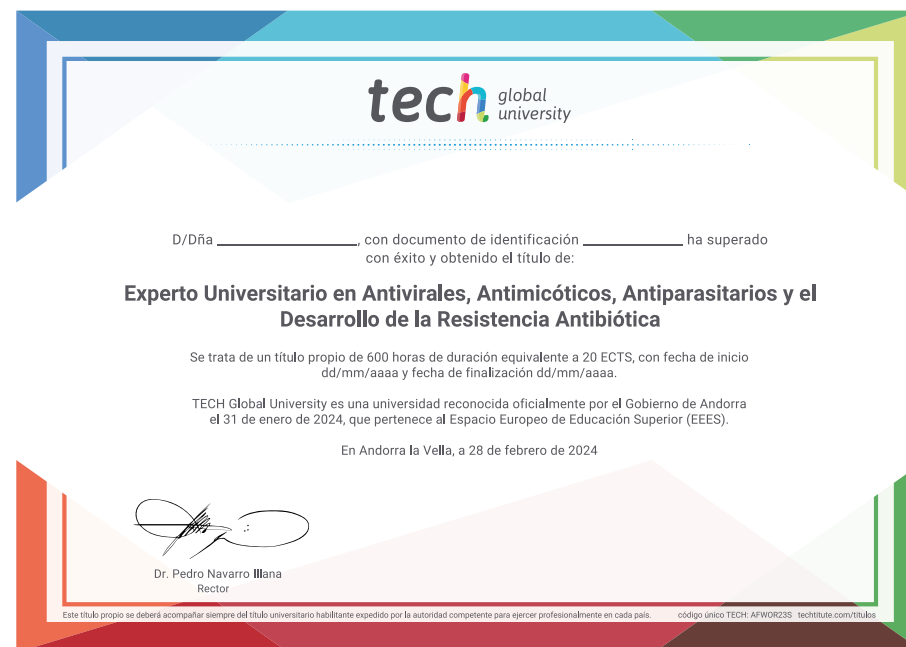 tech global university
D/Dña ____________________, con documento de identificación ______________ ha superado
con éxito y obtenido el título de:
Experto Universitario en Antivirales, Antimicóticos, Antiparasitarios y el
Desarrollo de la Resistencia Antibiótica
Se trata de un título propio de 600 horas de duración equivalente a 20 ECTS, con fecha de inicio
dd/mm/aaaa y fecha de finalización dd/mm/aaaa.
TECH Global University es una universidad reconocida oficialmente por el Gobierno de Andorra
el 31 de enero de 2024, que pertenece al Espacio Europeo de Educación Superior (EEES).
En Andorra la Vella, a 28 de febrero de 2024
Dr. Pedro Navarro Illana
Rector
Este título propio se deberá acompañar siempre del título universitario habilitante expedido por la autoridad competente para ejercer profesionalmente en cada país. código único TECH: AFWOR23S techtitute.com/titulos